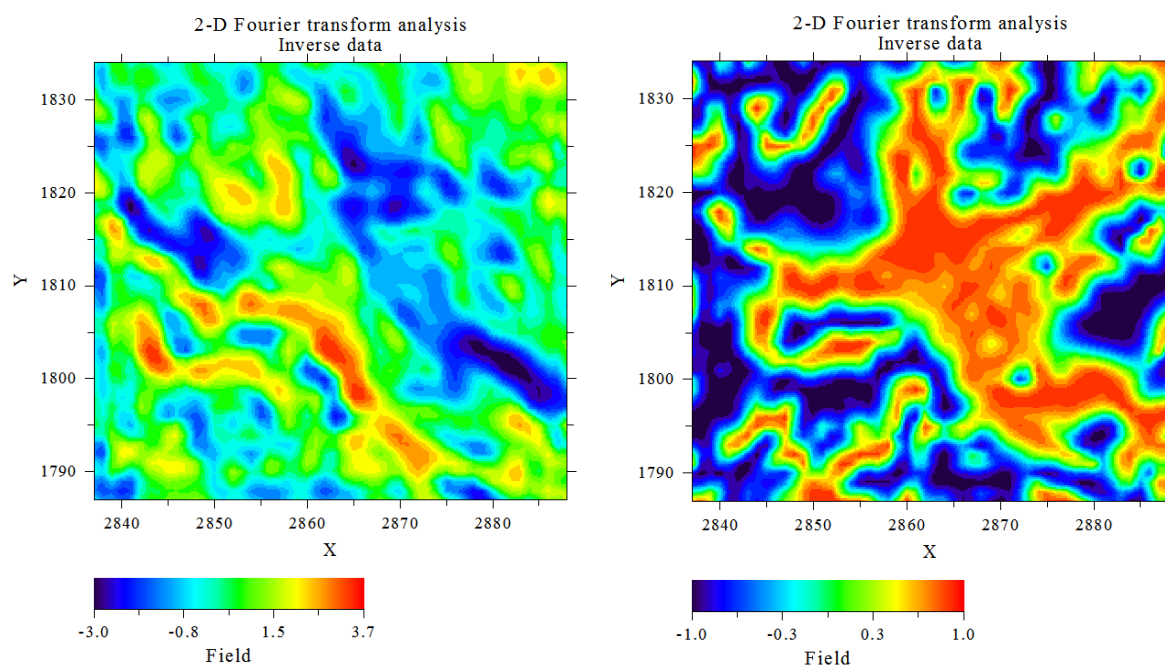 2-D Fourier transform analysis
Inverse data
1830
1820
1810
1800
1790
Y
2840 2850 2860 2870 2880
X
-3.0 -0.8 1.5 3.7
Field
2-D Fourier transform analysis
Inverse data
1830
1820
1810
1800
1790
Y
2840 2850 2860 2870 2880
X
-1.0 -0.3 0.3 1.0
Field